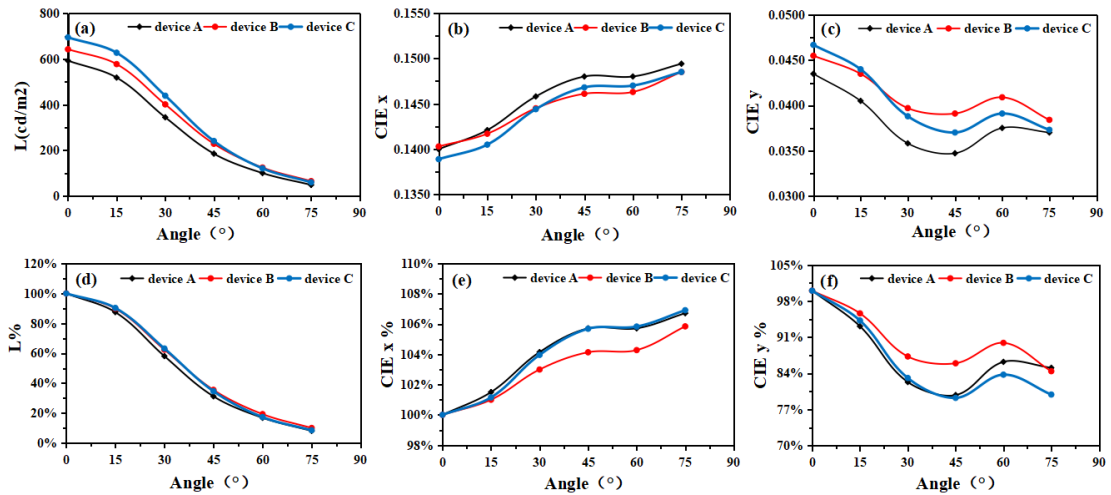 (a)
device A
device B
device C
L(cd/m2)
800
600
400
200
0
0
15
30
45
60
75
90
Angle（°）
(b)
device A
device B
device C
CIE x
0.1550
0.1500
0.1450
0.1400
0.1350
0
15
30
45
60
75
90
Angle（°）
(c)
device A
device B
device C
CIE y
0.0500
0.0450
0.0400
0.0350
0.0300
0
15
30
45
60
75
90
Angle（°）
(d)
device A
device B
device C
L%
120%
100%
80%
60%
40%
20%
0%
0
15
30
45
60
75
90
Angle（°）
(e)
device A
device B
device C
CIE x %
110%
108%
106%
104%
102%
100%
98%
0
15
30
45
60
75
90
Angle（°）
(f)
device A
device B
device C
CIE y %
105%
98%
91%
84%
77%
70%
0
15
30
45
60
75
90
Angle（°）